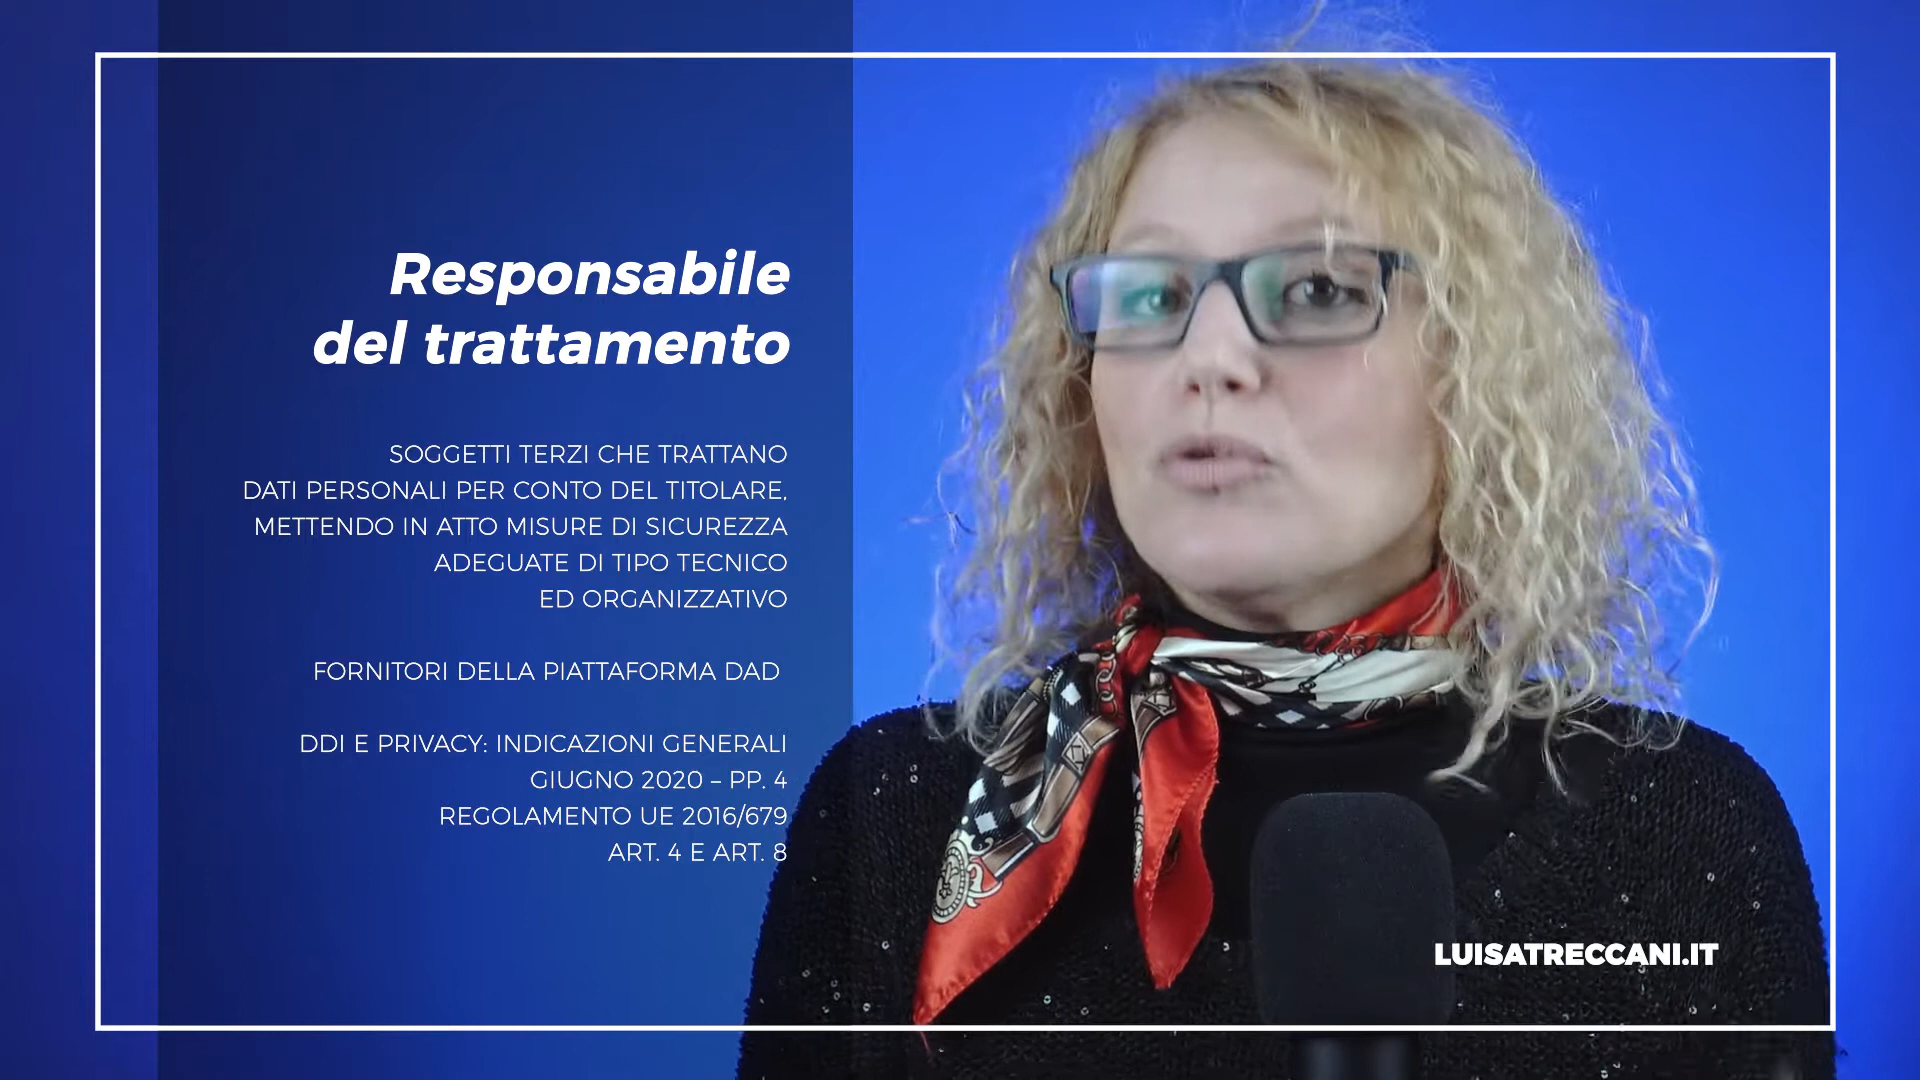 Responsabile
del trattamento
SOGGETTI TERZI CHE TRATTANO
DATI PERSONALI PER CONTO DEL TITOLARE,
METTENDO IN ATTO MISURE DI SICUREZZA
ADEGUATE DI TIPO TECNICO
ED ORGANIZZATIVO
FORNITORI DELLA PIATTAFORMA DAD
DDI E PRIVACY: INDICAZIONI GENERALI
GIUGNO 2020 – PP. 4
REGOLAMENTO UE 2016/679
ART. 4 E ART. 8
LUISATRECCANI.IT